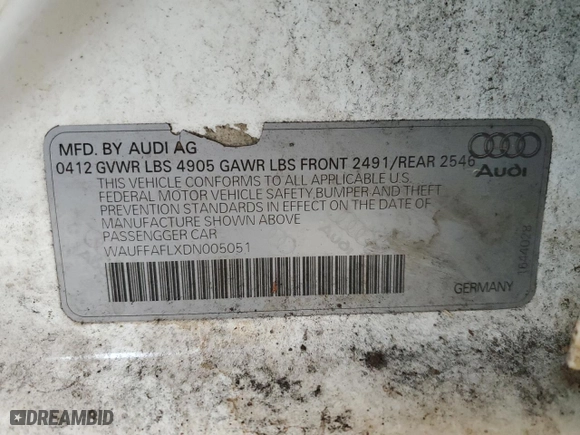 MFD. BY AUDI AG
0412 GVWR LBS 4905 GAWR LBS FRONT 2491/REAR 2546
THIS VEHICLE CONFORMS TO ALL APPLICABLE U.S.
FEDERAL MOTOR VEHICLE SAFETY, BUMPER AND THEFT
PREVENTION STANDARDS IN EFFECT ON THE DATE OF
MANUFACTURE SHOWN ABOVE
PASSENGGER CAR
WAUFFAFLXDN005051
Audi
GERMANY
DREAMBID